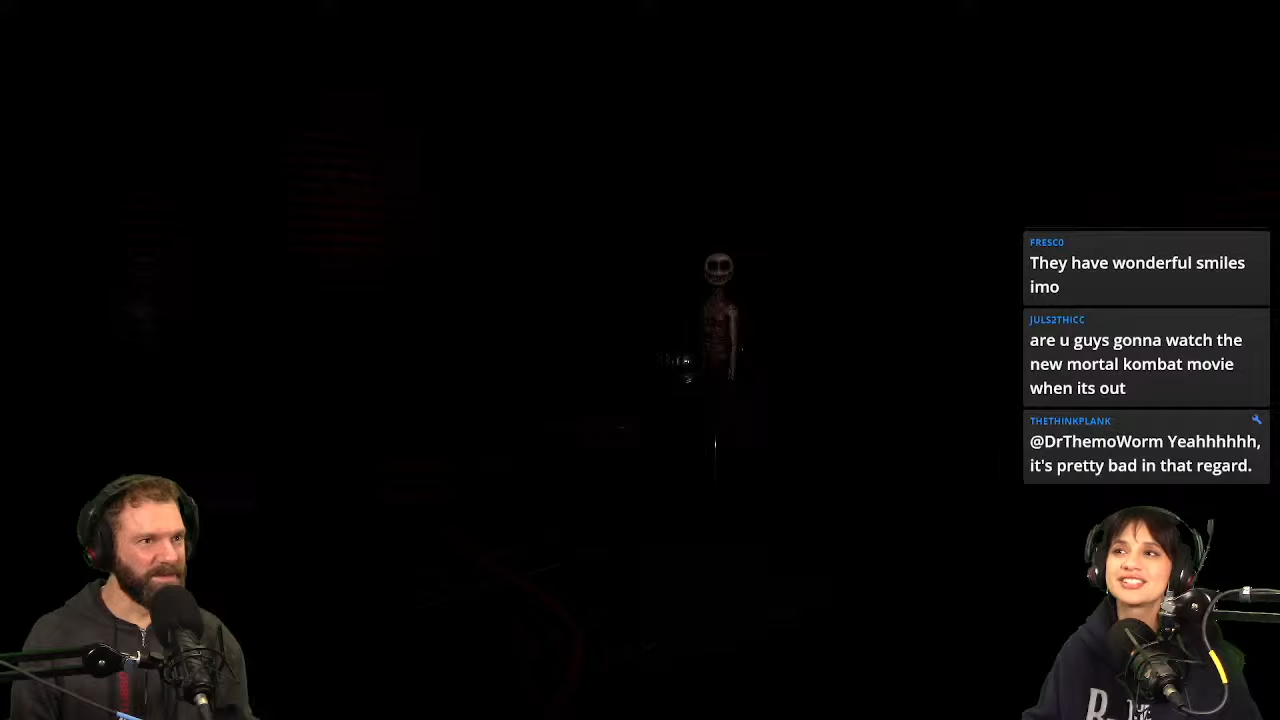 FRESC0
They have wonderful smiles
imo
JULS2THICC
are u guys gonna watch the
new mortal kombat movie
when its out
THETHINKPLANK
@DrThemoWorm Yeahhhhhh,
it's pretty bad in that regard.